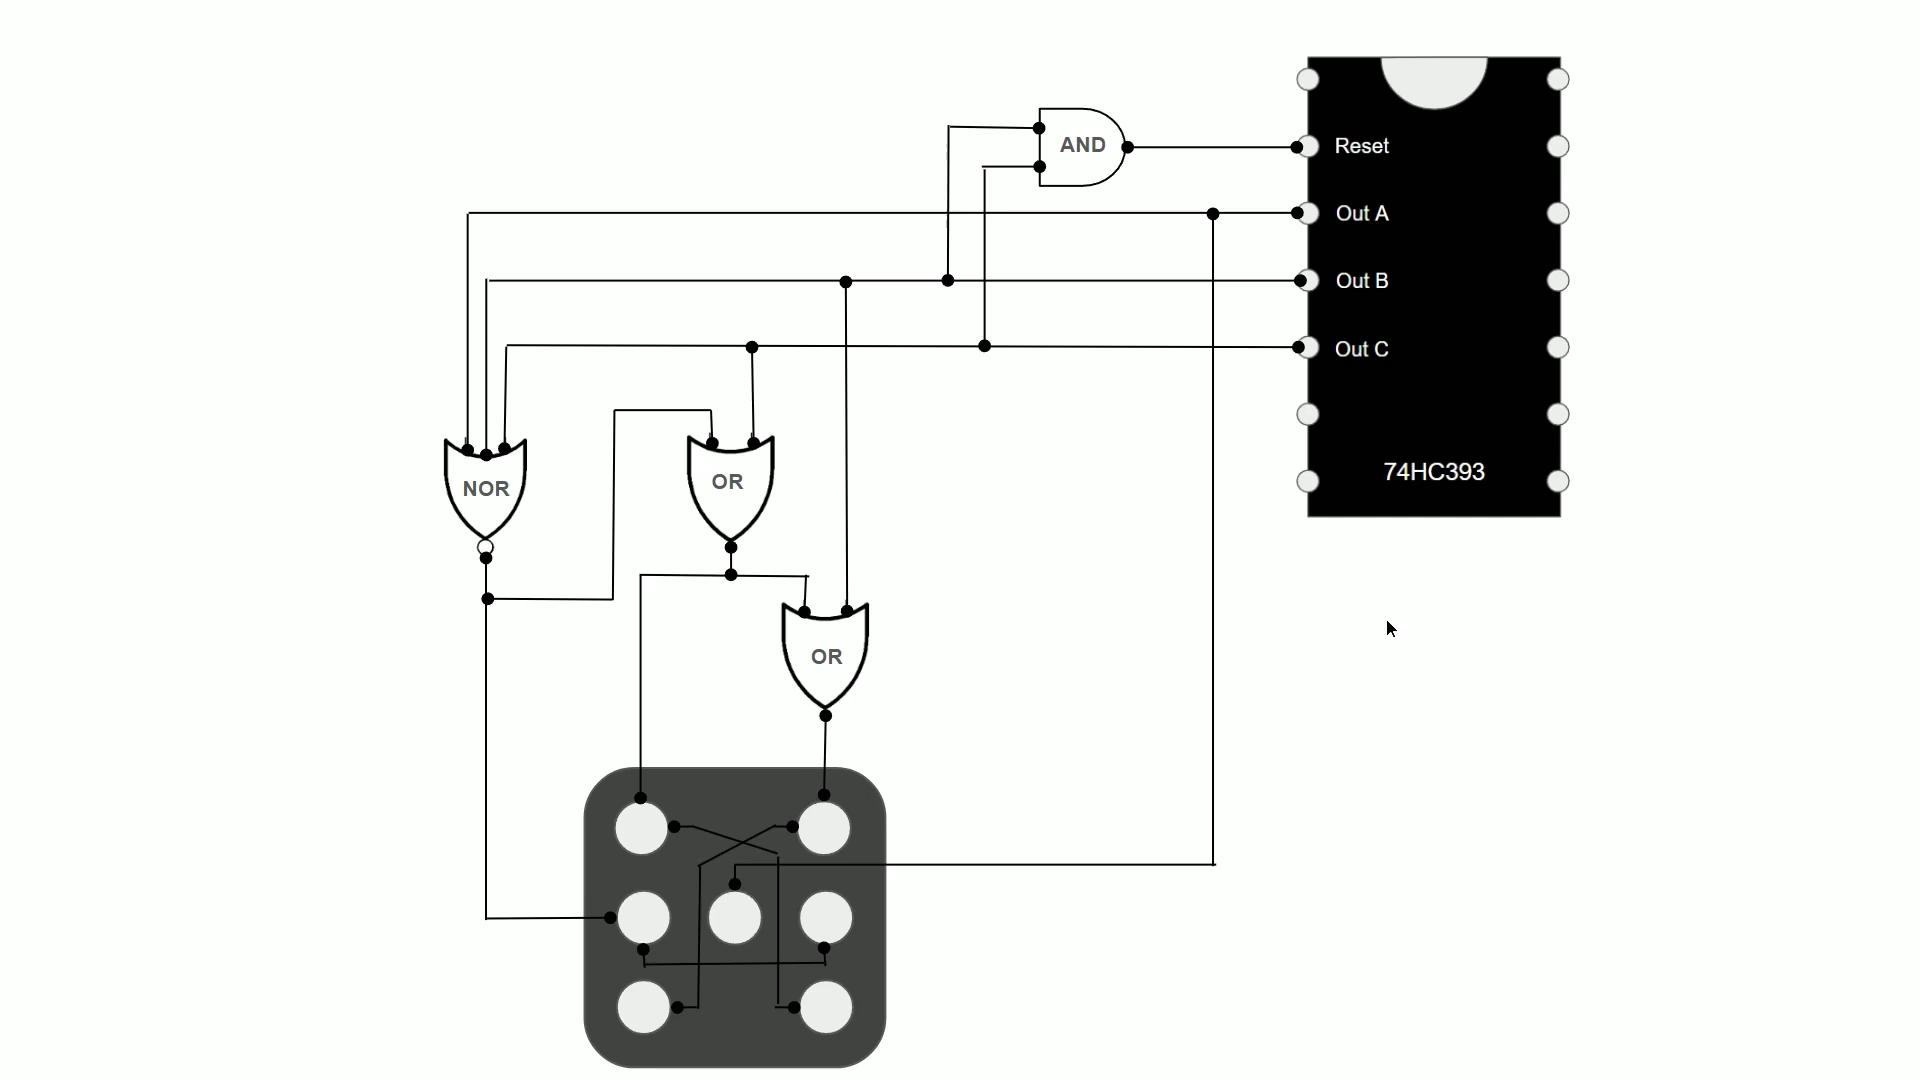 AND
Reset
Out A
Out B
Out C
74HC393
NOR
OR
OR